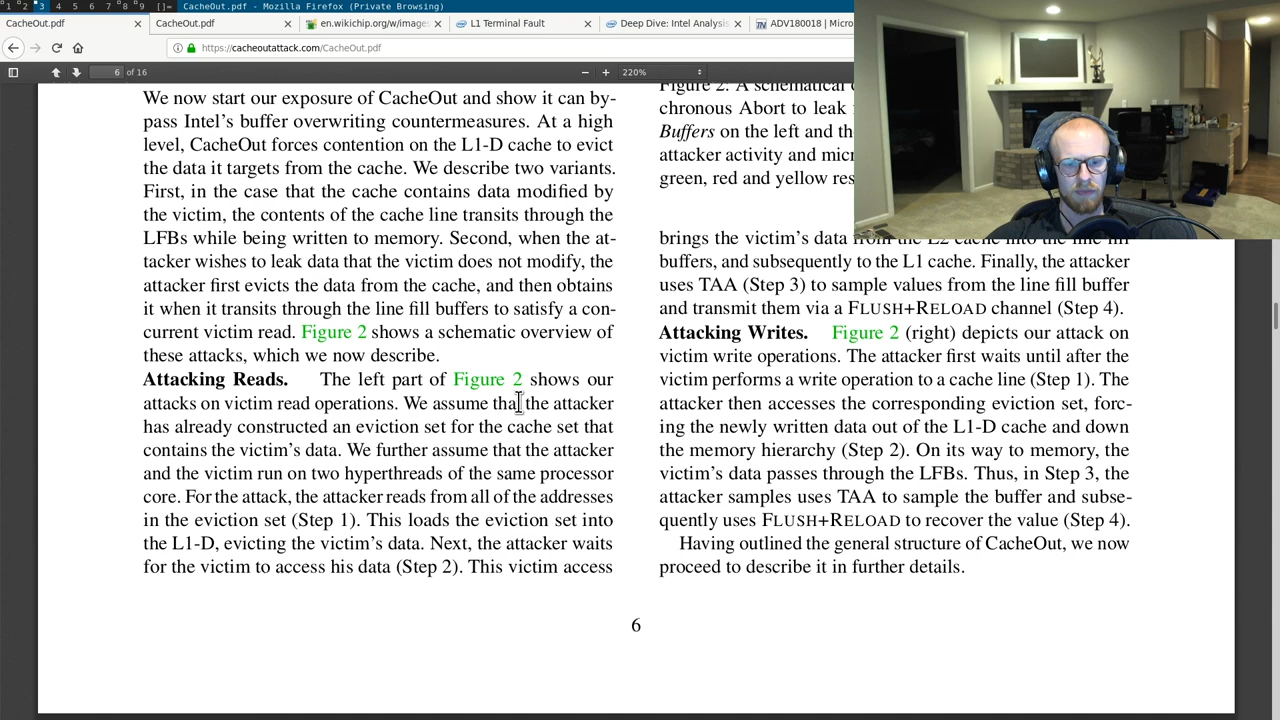 1 2 3 4 5 6 7 8 9 []= CacheOut.pdf - Mozilla Firefox (Private Browsing)
CacheOut.pdf × CacheOut.pdf × en.wikichip.org/w/image × L1 Terminal Fault × Deep Dive: Intel Analysis × ADV180018 | Micro
https://cacheoutattack.com/CacheOut.pdf
6 of 16 220%
We now start our exposure of CacheOut and show it can by-
pass Intel's buffer overwriting countermeasures. At a high
level, CacheOut forces contention on the L1-D cache to evict
the data it targets from the cache. We describe two variants.
First, in the case that the cache contains data modified by
the victim, the contents of the cache line transits through the
LFBs while being written to memory. Second, when the at-
tacker wishes to leak data that the victim does not modify, the
attacker first evicts the data from the cache, and then obtains
it when it transits through the line fill buffers to satisfy a con-
current victim read. Figure 2 shows a schematic overview of
these attacks, which we now describe.
Attacking Reads. The left part of Figure 2 shows our
attacks on victim read operations. We assume that the attacker
has already constructed an eviction set for the cache set that
contains the victim's data. We further assume that the attacker
and the victim run on two hyperthreads of the same processor
core. For the attack, the attacker reads from all of the addresses
in the eviction set (Step 1). This loads the eviction set into
the L1-D, evicting the victim's data. Next, the attacker waits
for the victim to access his data (Step 2). This victim access
Figure 2: A schematical
chronous Abort to leak
Buffers on the left and th
attacker activity and micr
green, red and yellow res
brings the victim's data from the L2 cache into the line fill
buffers, and subsequently to the L1 cache. Finally, the attacker
uses TAA (Step 3) to sample values from the line fill buffer
and transmit them via a FLUSH+RELOAD channel (Step 4).
Attacking Writes. Figure 2 (right) depicts our attack on
victim write operations. The attacker first waits until after the
victim performs a write operation to a cache line (Step 1). The
attacker then accesses the corresponding eviction set, forc-
ing the newly written data out of the L1-D cache and down
the memory hierarchy (Step 2). On its way to memory, the
victim's data passes through the LFBs. Thus, in Step 3, the
attacker samples uses TAA to sample the buffer and subse-
quently uses FLUSH+RELOAD to recover the value (Step 4).
Having outlined the general structure of CacheOut, we now
proceed to describe it in further details.
6